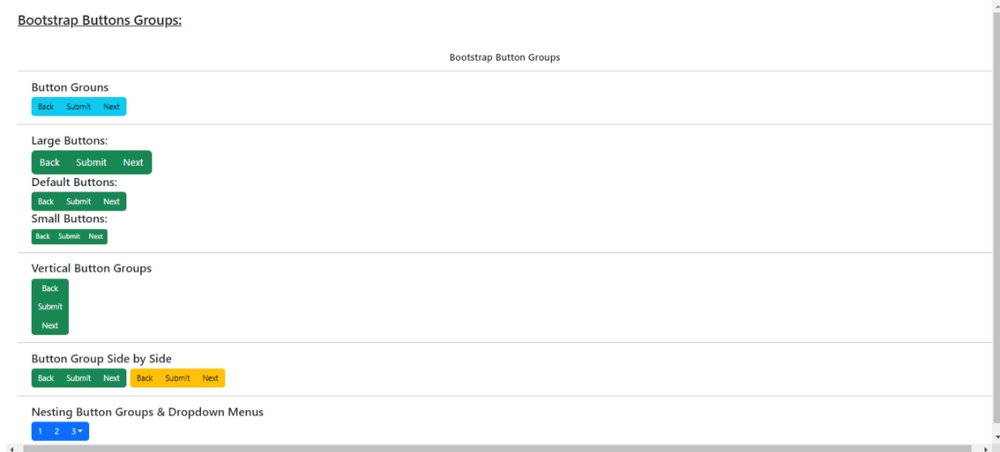 Bootstrap Buttons Groups:
Bootstrap Button Groups
Button Grouns
Back Submit Next
Large Buttons:
Back Submit Next
Default Buttons:
Back Submit Next
Small Buttons:
Back Submit Next
Vertical Button Groups
Back
Submit
Next
Button Group Side by Side
Back Submit Next Back Submit Next
Nesting Button Groups & Dropdown Menus
1 2 3